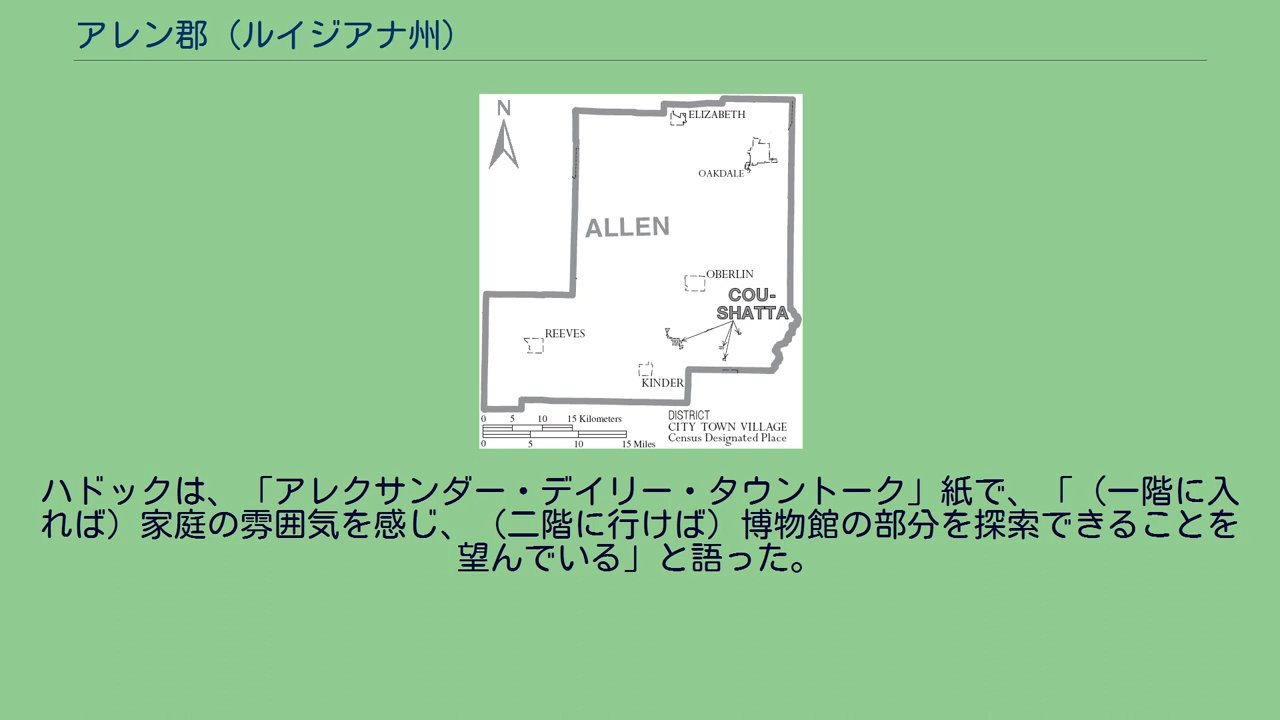 アレン郡（ルイジアナ州）
N
ELIZABETH
OAKDALE
ALLEN
OBERLIN
COU-
SHATTA
REEVES
KINDER
0 5 10 15 Kilometers
0 5 10 15 Miles
DISTRICT
CITY TOWN VILLAGE
Census Designated Place
ハドックは、「アレクサンダー・デイリー・タウントーク」紙で、「（一階に入
れば）家庭の雰囲気を感じ、（二階に行けば）博物館の部分を探索できることを
望んでいる」と語った。